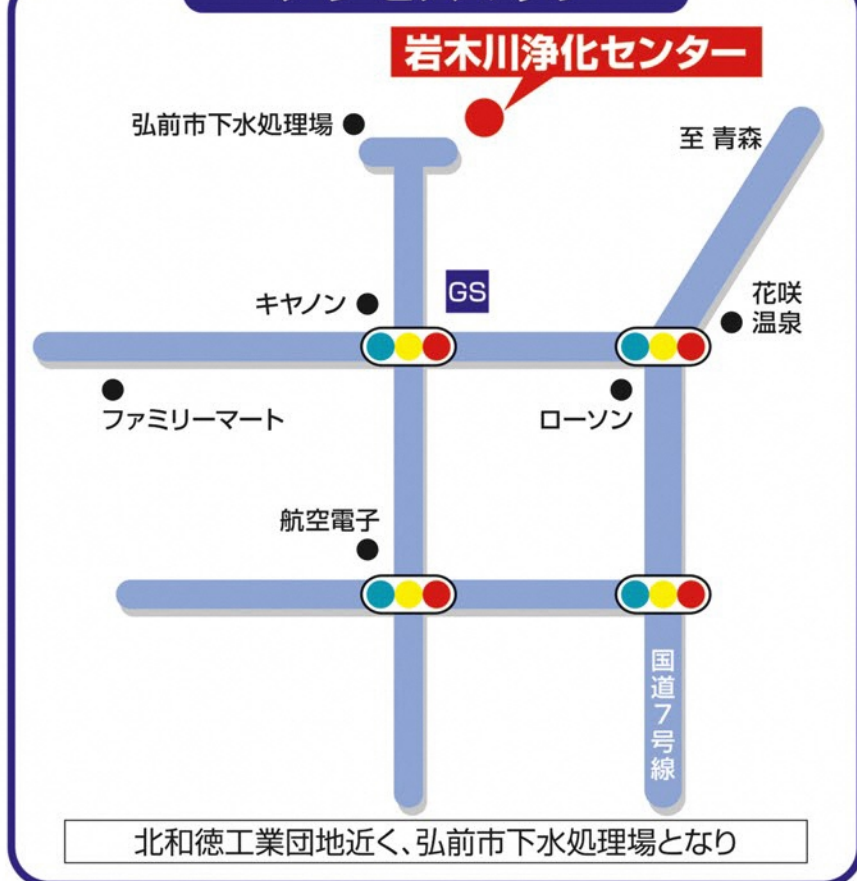 岩木川浄化センター
弘前市下水処理場
至 青森
キヤノン
GS
花咲
温泉
ファミリーマート
ローソン
航空電子
国道7号線
北和徳工業団地近く、弘前市下水処理場となり